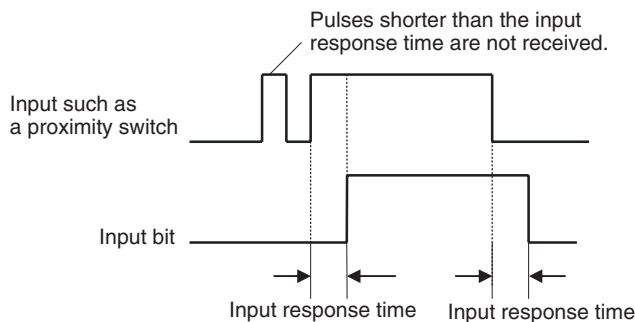 Pulses shorter than the input
response time are not received.
Input such as
a proximity switch
Input bit
Input response time
Input response time